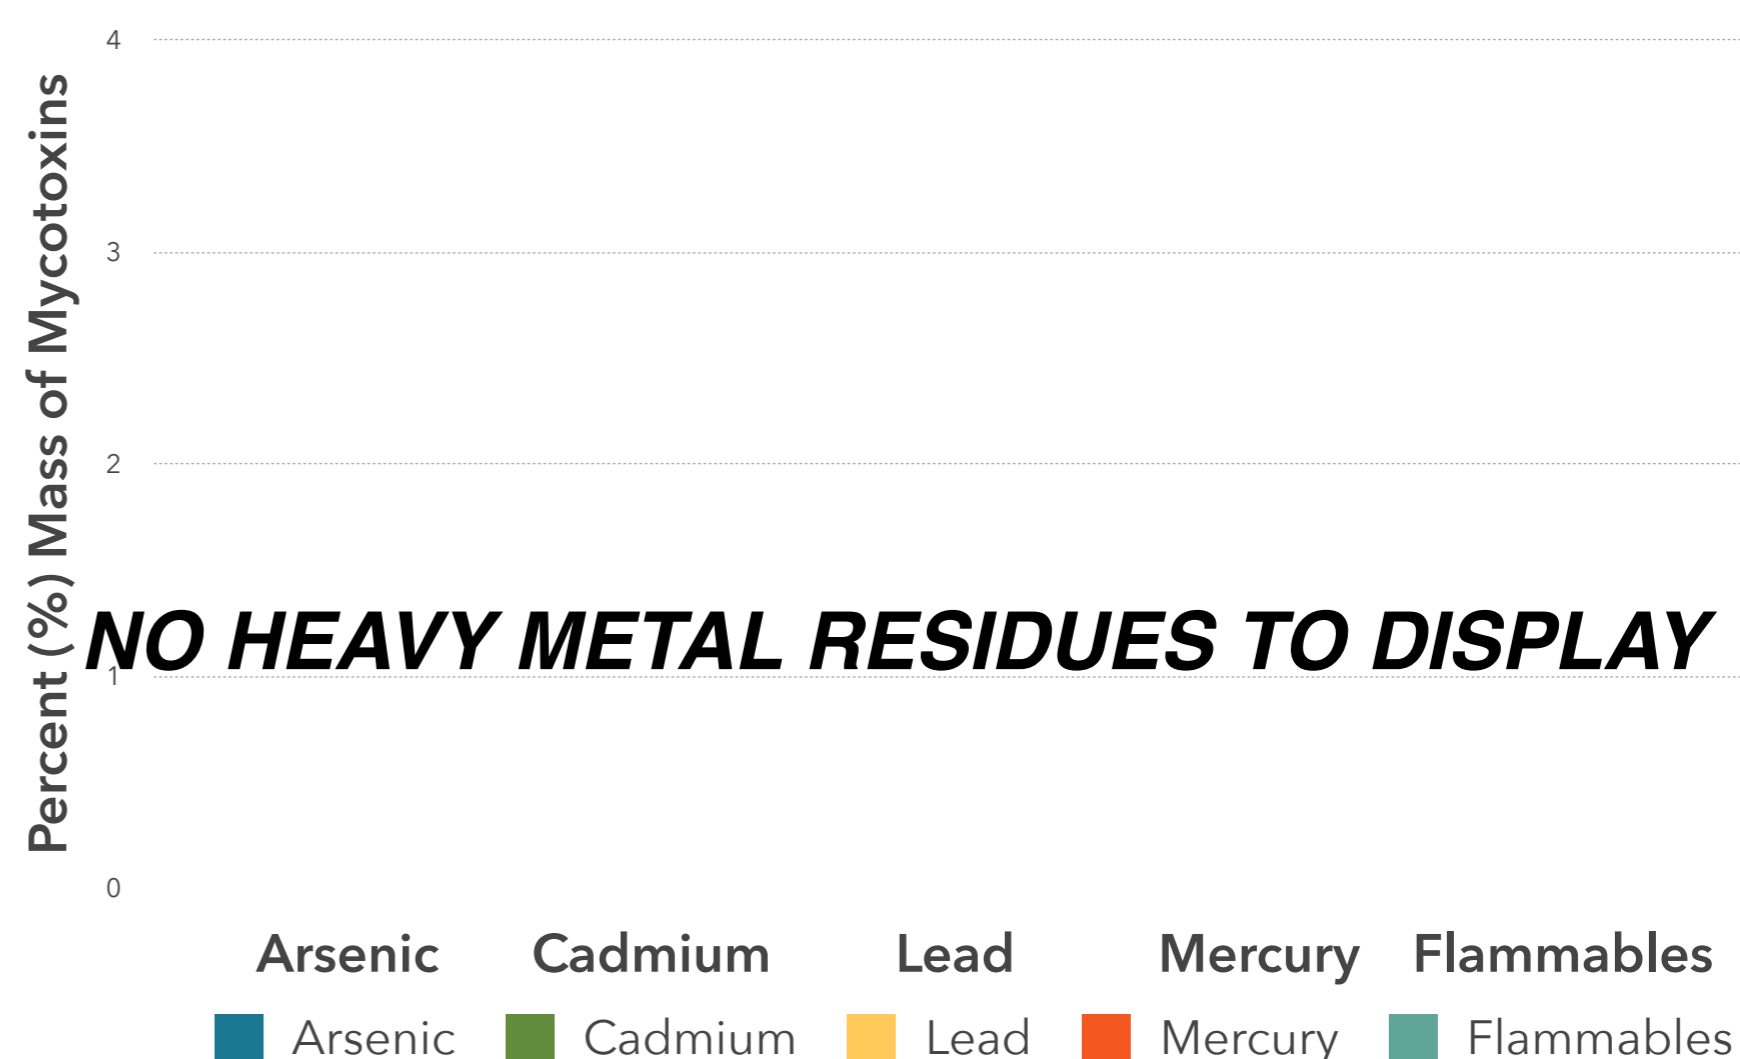 Percent (%) Mass of Mycotoxins
4
3
2
NO HEAVY METAL RESIDUES TO DISPLAY
1
0
Arsenic Cadmium Lead Mercury Flammables
Arsenic Cadmium Lead Mercury Flammables